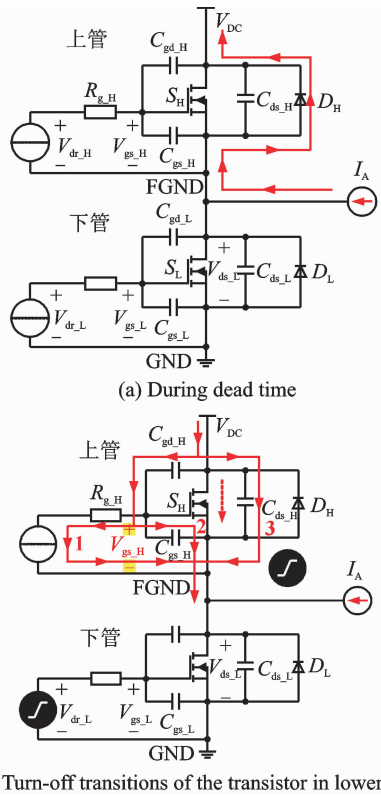 V_DC
上管
C_gd_H
R_g_H
S_H
C_ds_H
D_H
+
+
V_dr_H
V_gs_H
−
−
C_gs_H
FGND
I_A
下管
C_gd_L
S_L
+
V_ds_L
−
C_ds_L
D_L
+
+
V_dr_L
V_gs_L
−
−
C_gs_L
GND
(a) During dead time
V_DC
上管
C_gd_H
R_g_H
S_H
C_ds_H
D_H
1
+
V_gs_H
−
2
C_gs_H
3
FGND
I_A
下管
+
V_ds_L
−
C_ds_L
D_L
+
+
V_dr_L
V_gs_L
−
−
C_gs_L
GND
Turn-off transitions of the transistor in lower